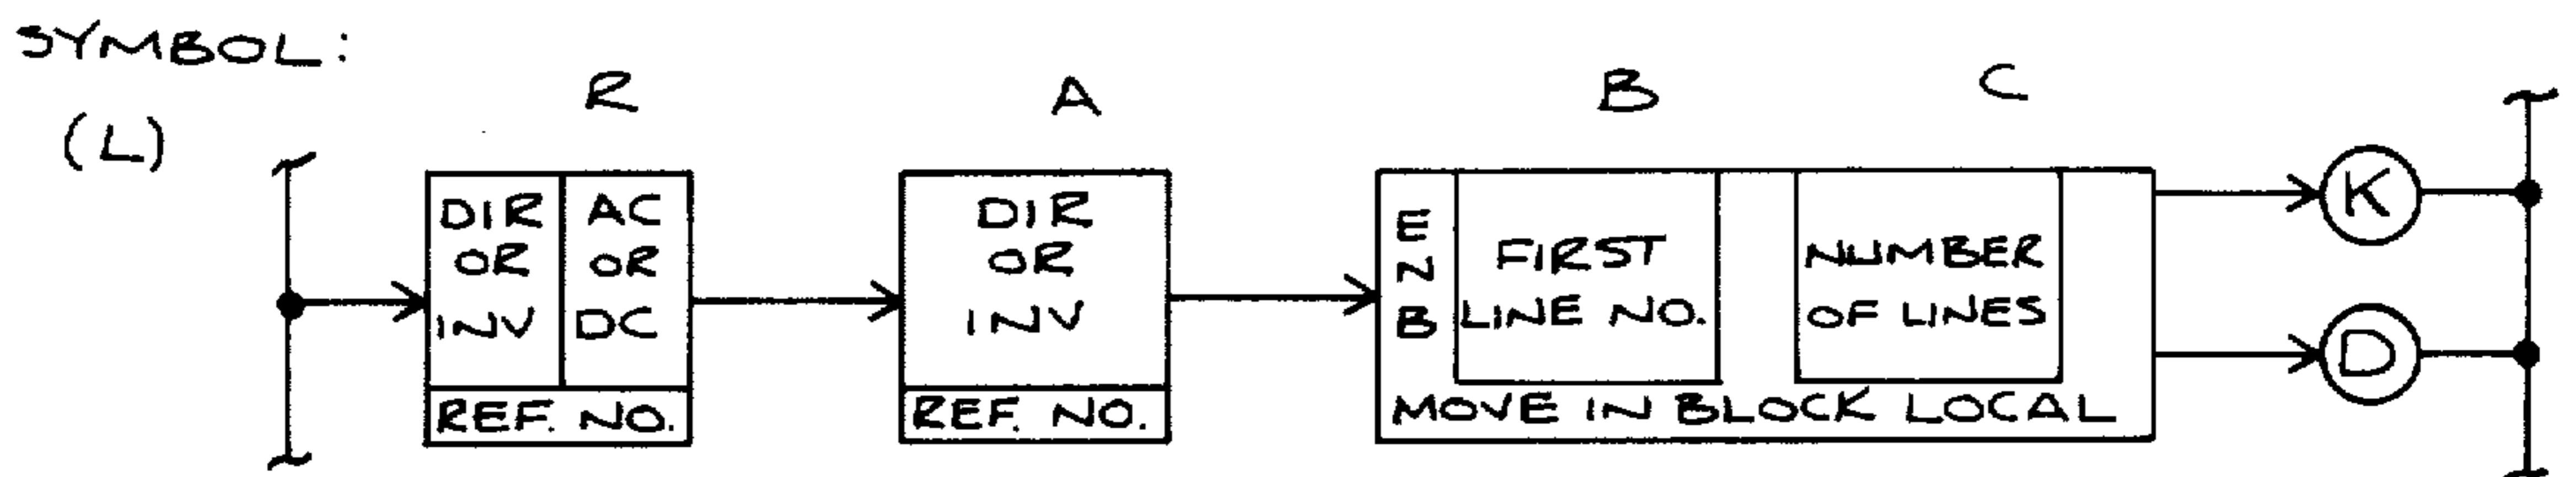 SYMBOL:
(L)
R
A
B
C
DIR
OR
INV
AC
OR
DC
REF. NO.
DIR
OR
INV
REF. NO.
ENB
FIRST
LINE NO.
NUMBER
OF LINES
MOVE IN BLOCK LOCAL
K
D